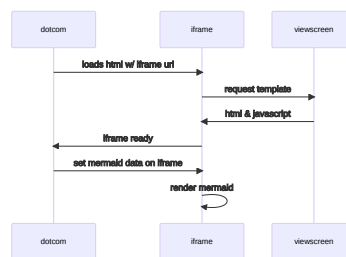 dotcom iframe viewscreen
loads html w/ iframe url
request template
html & javascript
iframe ready
set mermaid data on iframe
render mermaid
dotcom iframe viewscreen